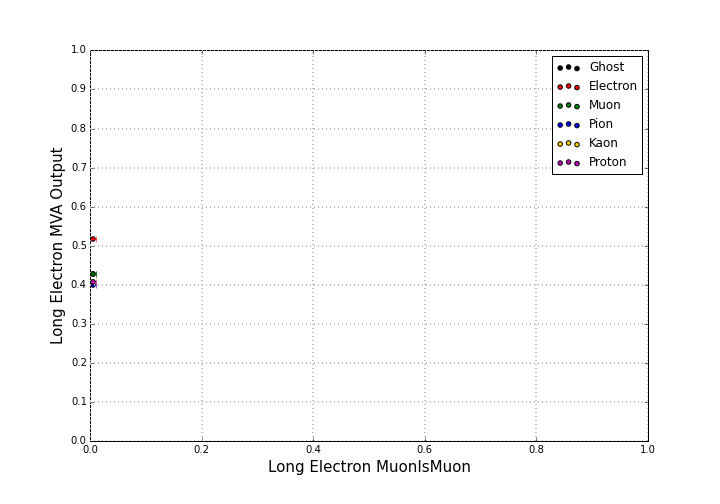 1.0
0.9
0.8
0.7
0.6
0.5
0.4
0.3
0.2
0.1
0.0
Long Electron MVA Output
Ghost
Electron
Muon
Pion
Kaon
Proton
0.0 0.2 0.4 0.6 0.8 1.0
Long Electron MuonIsMuon